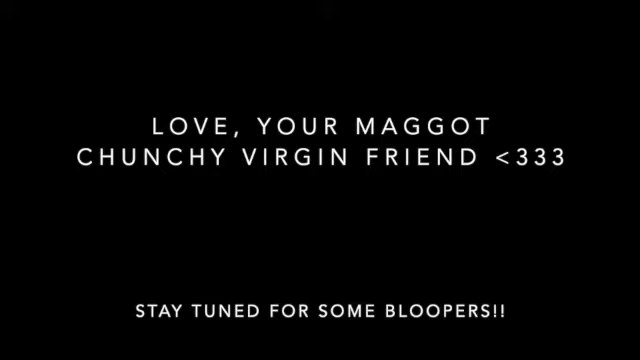 LOVE, YOUR MAGGOT
CHUNCHY VIRGIN FRIEND <333
STAY TUNED FOR SOME BLOOPERS!!